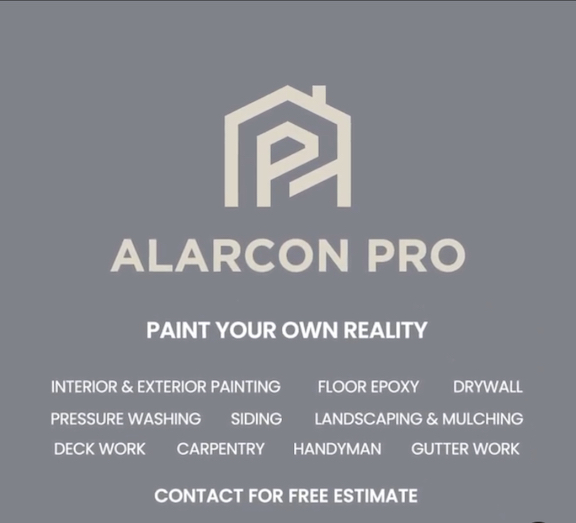 ALARCON PRO
PAINT YOUR OWN REALITY
INTERIOR & EXTERIOR PAINTING FLOOR EPOXY DRYWALL
PRESSURE WASHING SIDING LANDSCAPING & MULCHING
DECK WORK CARPENTRY HANDYMAN GUTTER WORK
CONTACT FOR FREE ESTIMATE